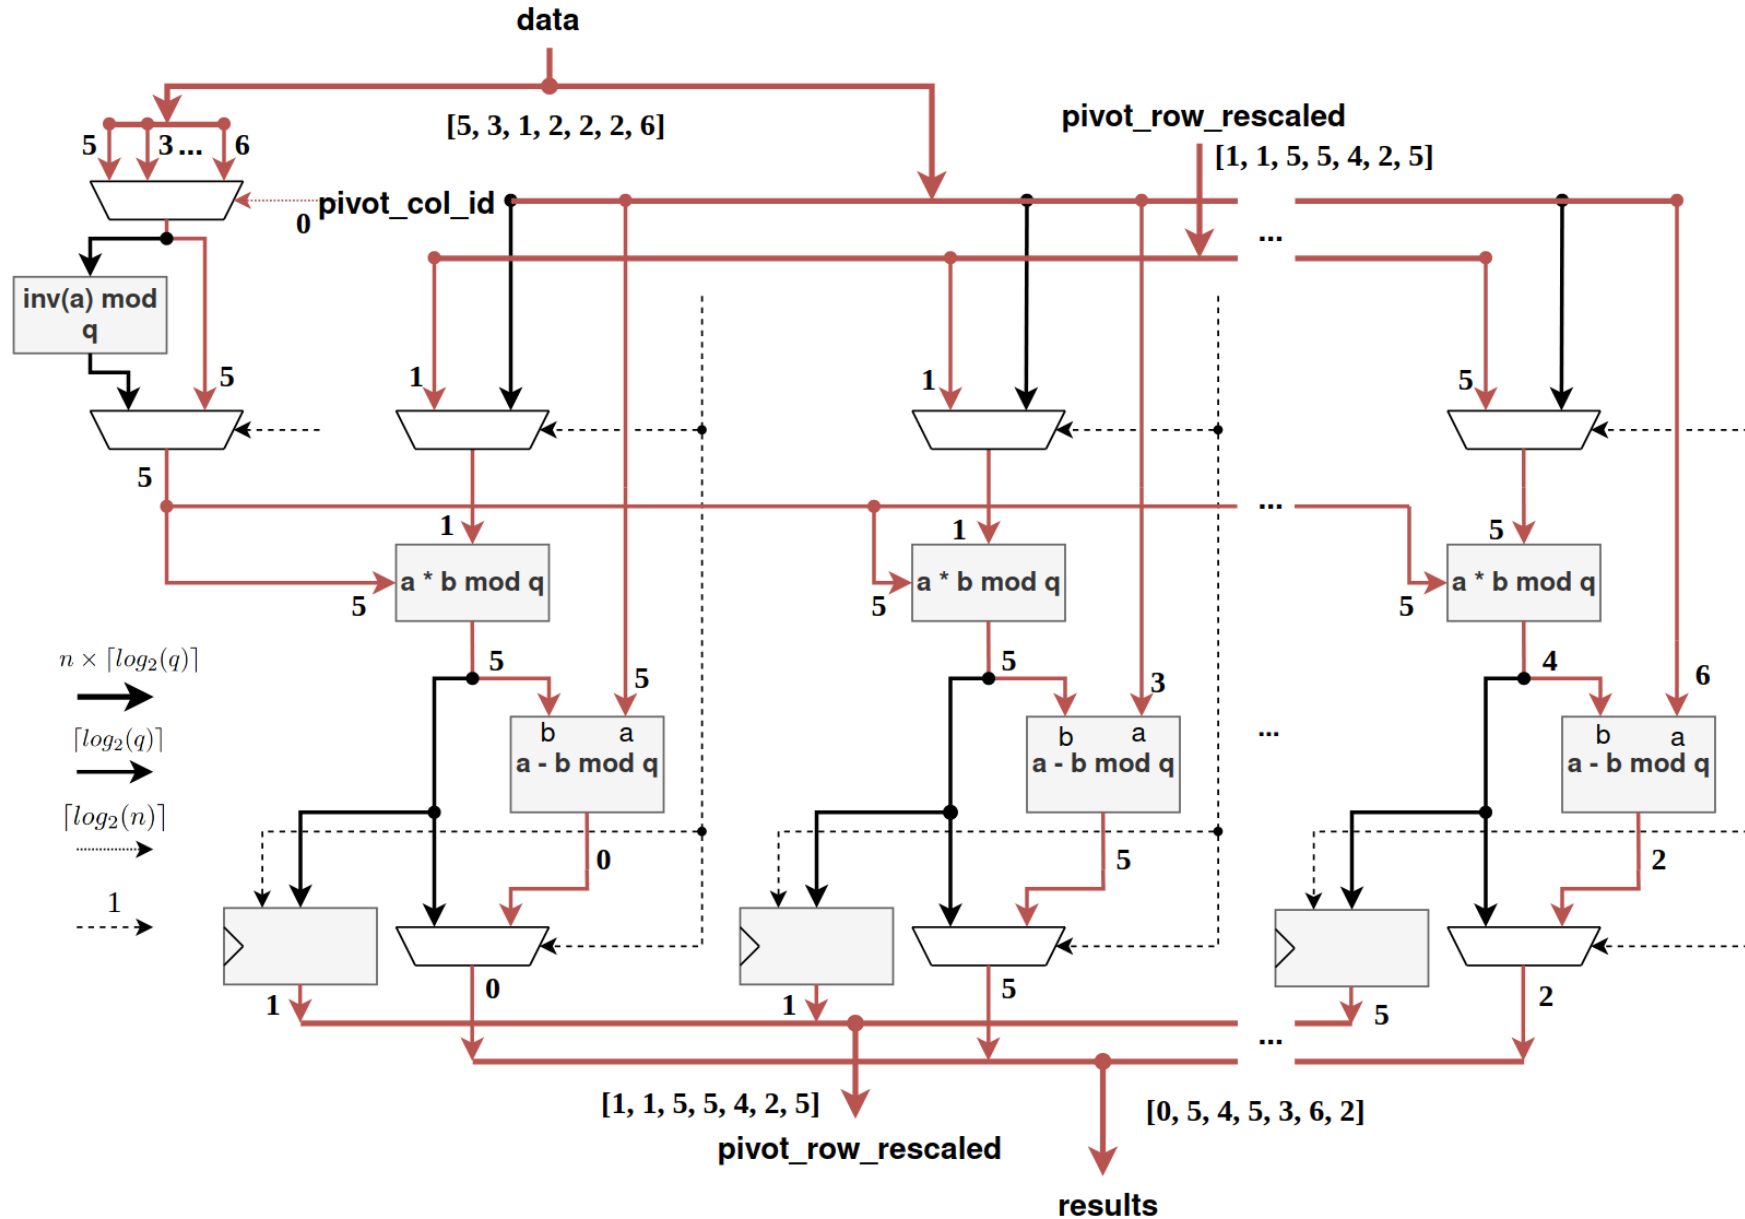 data
[5, 3, 1, 2, 2, 2, 6]
pivot_row_rescaled
[1, 1, 5, 5, 4, 2, 5]
5 3 ... 6
pivot_col_id
0
...
inv(a) mod
q
5 1 1 5
5
1 1 5
...
a * b mod q a * b mod q a * b mod q
5 5 5
n × ⌈log₂(q)⌉
5 5 5 3 4 6
b a b a b a
⌈log₂(q)⌉
...
a - b mod q a - b mod q a - b mod q
⌈log₂(n)⌉
0 5 2
1
1 0 1 5 5 2
...
[1, 1, 5, 5, 4, 2, 5]
[0, 5, 4, 5, 3, 6, 2]
pivot_row_rescaled
results